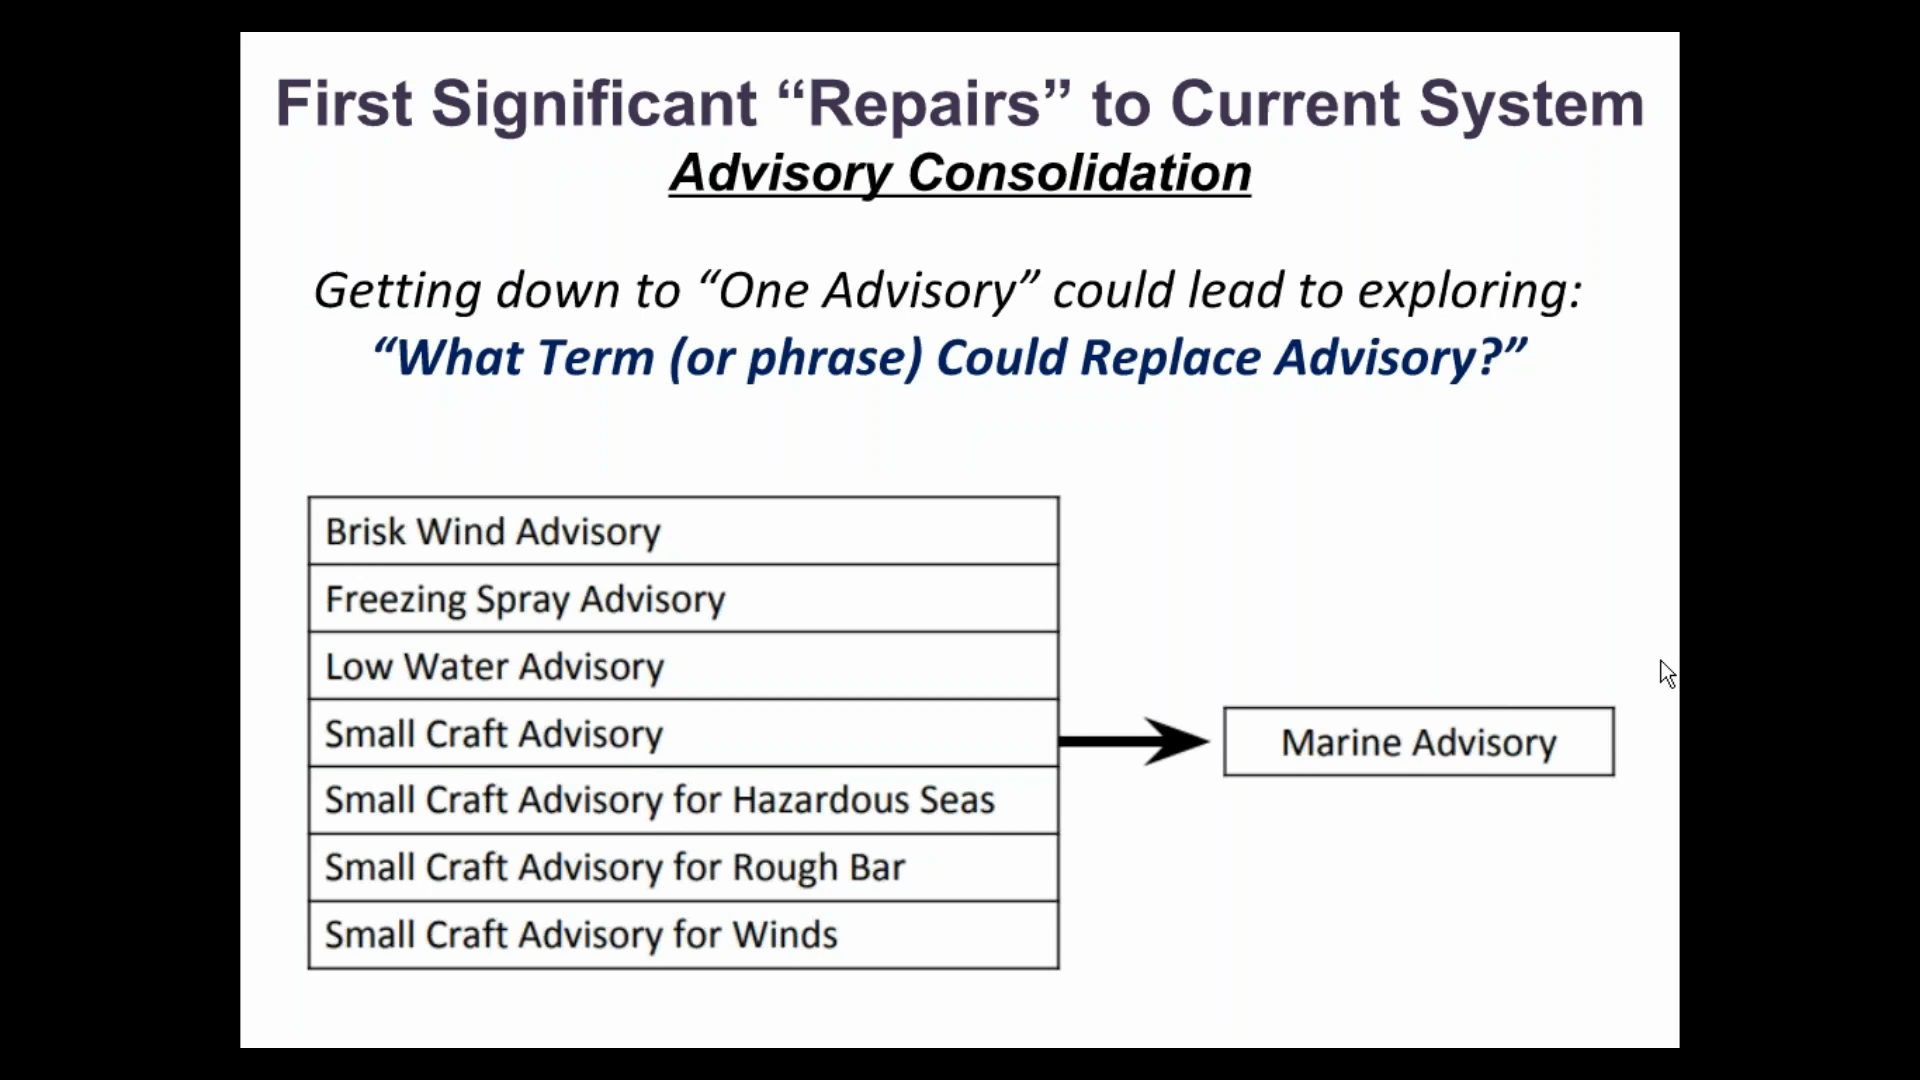 First Significant “Repairs” to Current System
Advisory Consolidation
Getting down to “One Advisory” could lead to exploring:
“What Term (or phrase) Could Replace Advisory?”
Brisk Wind Advisory
Freezing Spray Advisory
Low Water Advisory
Small Craft Advisory
Marine Advisory
Small Craft Advisory for Hazardous Seas
Small Craft Advisory for Rough Bar
Small Craft Advisory for Winds